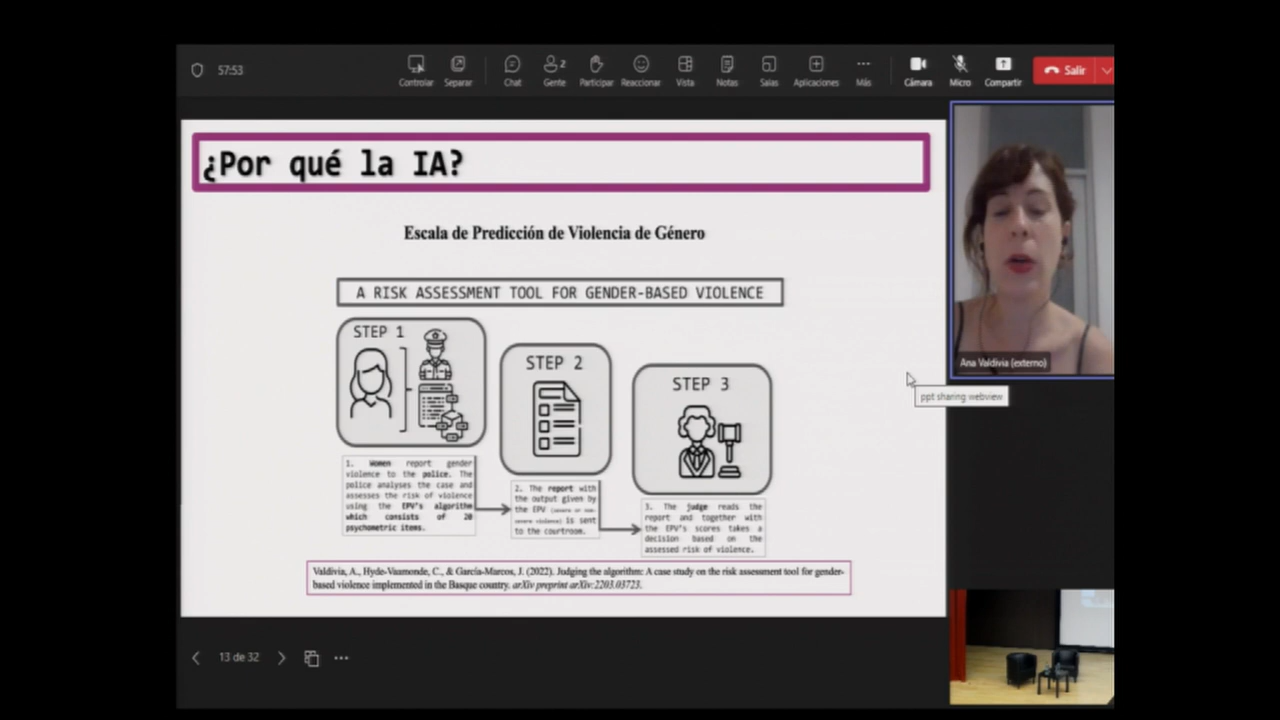 57:53
Controlar
Separar
Chat
Gente
2
Participar
Reaccionar
Vista
Notas
Salas
Aplicaciones
Más
Cámara
Micro
Compartir
Salir
¿Por qué la IA?
Escala de Predicción de Violencia de Género
A RISK ASSESSMENT TOOL FOR GENDER-BASED VIOLENCE
STEP 1
1. Women report gender
violence to the police. The
police analyses the case and
assesses the risk of violence
using the EPV's algorithm
which consists of 20
psychometric items.
STEP 2
2. The report with
the output given by
the EPV (severe or non-
severe violence) is sent
to the courtroom.
STEP 3
3. The judge reads the
report and together with
the EPV's scores takes a
decision based on the
assessed risk of violence.
Valdivia, A., Hyde-Vaamonde, C., & García-Marcos, J. (2022). Judging the algorithm: A case study on the risk assessment tool for gender-
based violence implemented in the Basque country. arXiv preprint arXiv:2203.03723.
Ana Valdivia (externo)
ppt sharing webview
13 de 32